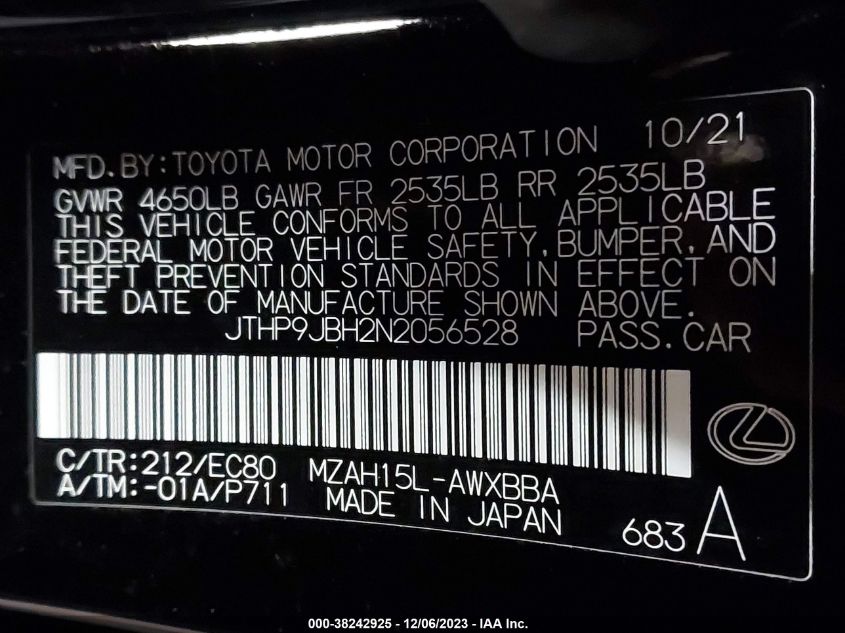 MFD. BY: TOYOTA MOTOR CORPORATION 10/21
GVWR 4650LB GAWR FR 2535LB RR 2535LB
THIS VEHICLE CONFORMS TO ALL APPLICABLE
FEDERAL MOTOR VEHICLE SAFETY, BUMPER, AND
THEFT PREVENTION STANDARDS IN EFFECT ON
THE DATE OF MANUFACTURE SHOWN ABOVE.
JTHP9JBH2N2056528 PASS. CAR
C/TR:212/EC80 MZAH15L-AWXBBA
A/TM:-01A/P711 MADE IN JAPAN
683 A
000-38242925 - 12/06/2023 - IAA Inc.